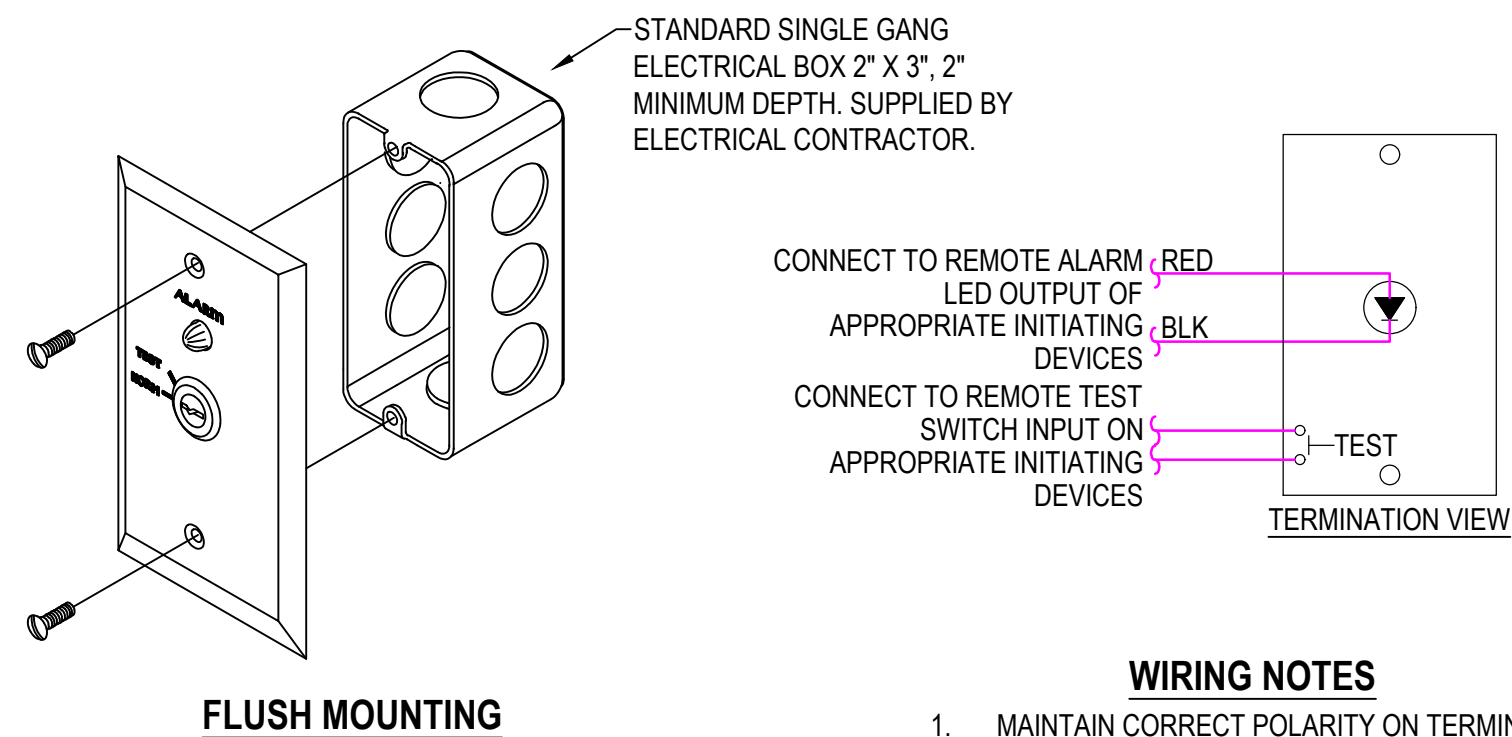 STANDARD SINGLE GANG
ELECTRICAL BOX 2" X 3", 2"
MINIMUM DEPTH. SUPPLIED BY
ELECTRICAL CONTRACTOR.
ALARM
TEST
NORM
FLUSH MOUNTING
CONNECT TO REMOTE ALARM
LED OUTPUT OF
APPROPRIATE INITIATING
DEVICES
RED
BLK
CONNECT TO REMOTE TEST
SWITCH INPUT ON
APPROPRIATE INITIATING
DEVICES
TEST
TERMINATION VIEW
WIRING NOTES
1. MAINTAIN CORRECT POLARITY ON